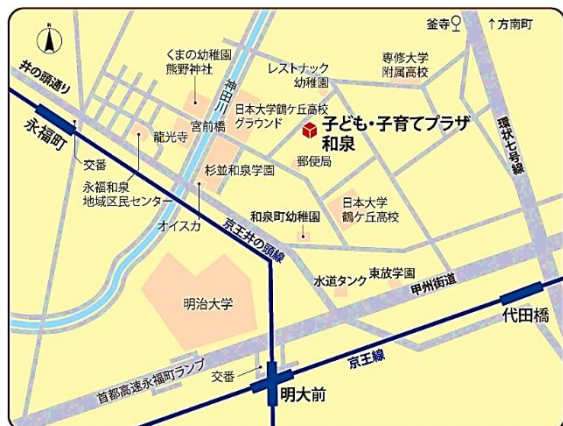 釜寺
↑方南町
くまの幼稚園
熊野神社
神田川
レストナック
幼稚園
専修大学
附属高校
井の頭通り
永福町
日本大学鶴ケ丘高校
グラウンド
子ども・子育てプラザ
和泉
環状七号線
宮前橋
龍光寺
交番
郵便局
永福和泉
地域区民センター
杉並和泉学園
日本大学
鶴ケ丘高校
オイスカ
和泉町幼稚園
京王井の頭線
水道タンク
東放学園
甲州街道
明治大学
代田橋
首都高速永福町ランプ
交番
京王線
明大前